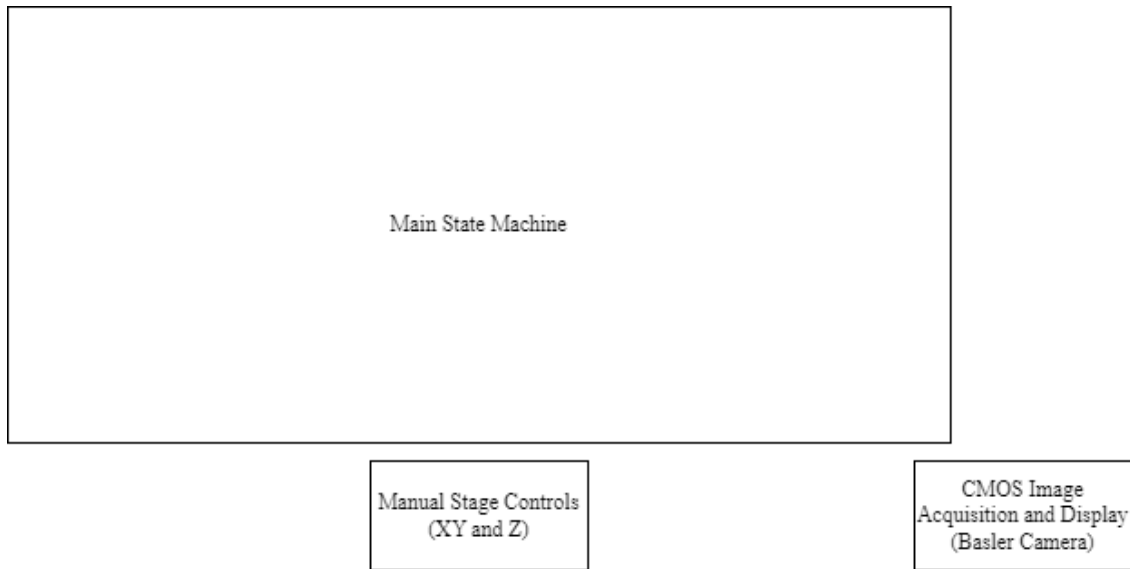 Main State Machine
Manual Stage Controls
(XY and Z)
CMOS Image
Acquisition and Display
(Basler Camera)